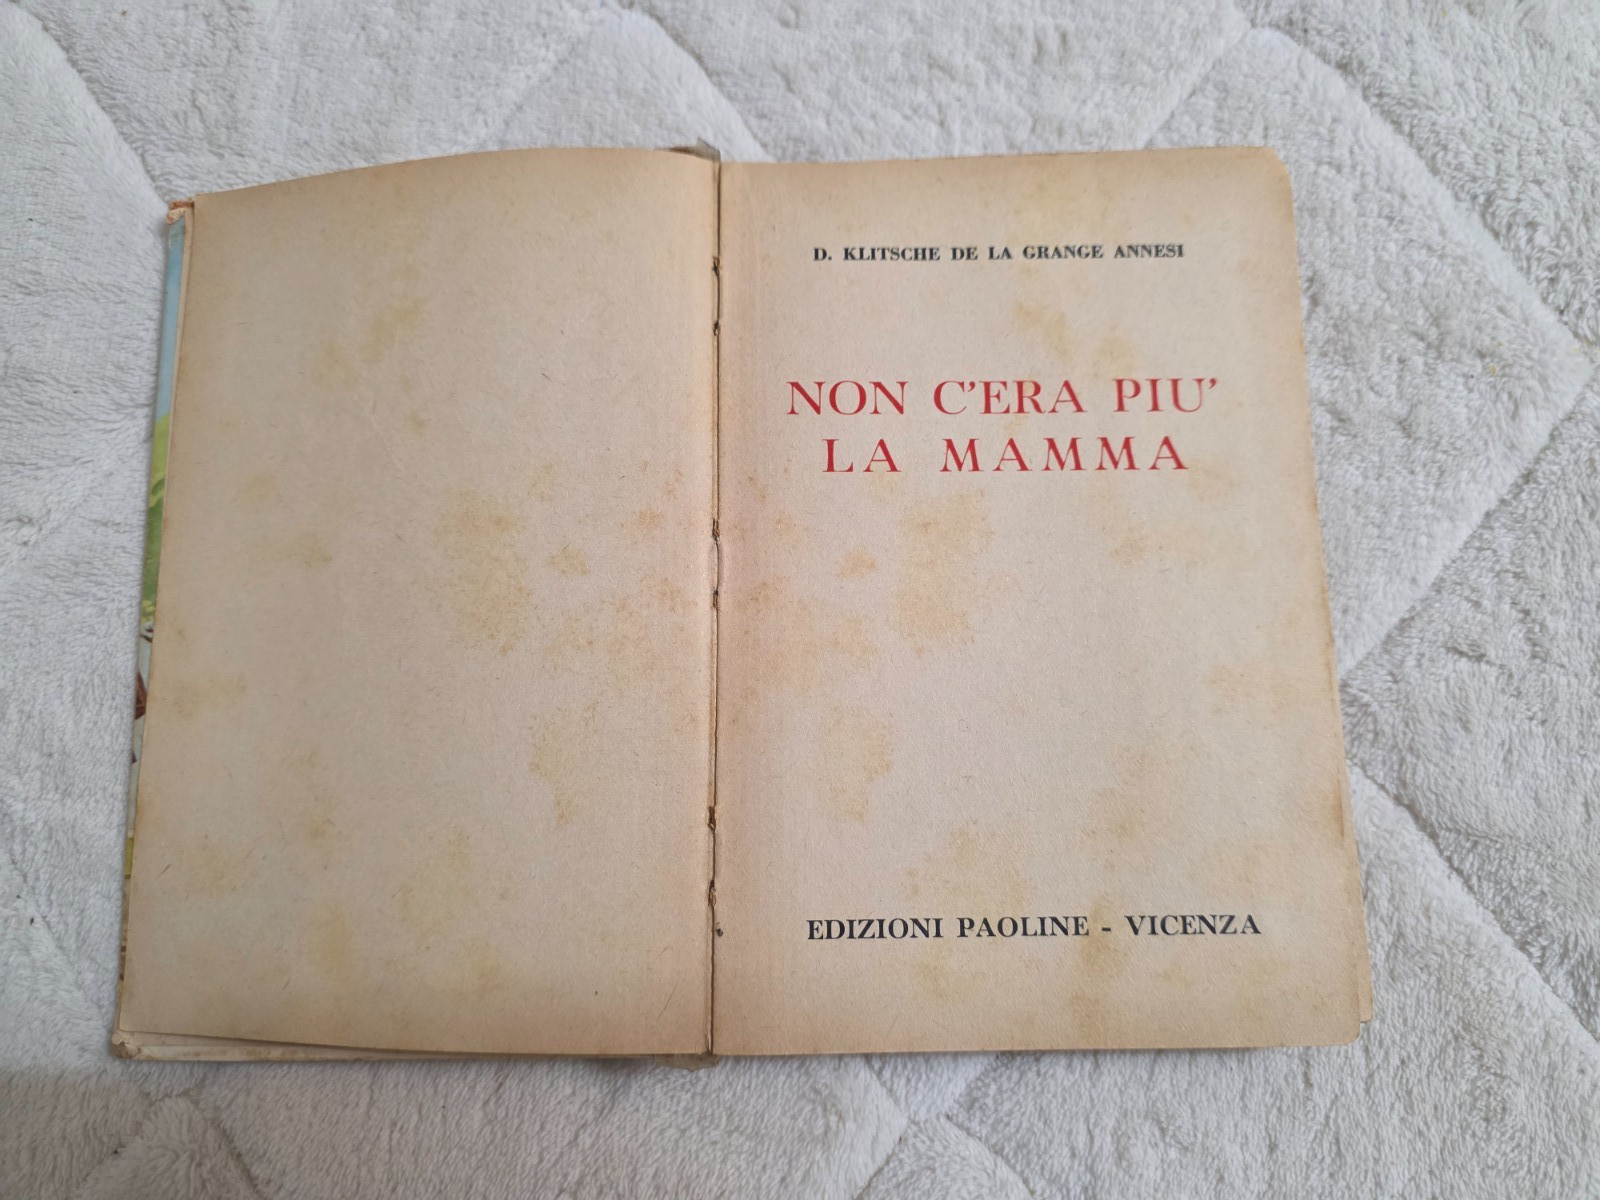 D. KLITSCHE DE LA GRANGE ANNESI
NON C'ERA PIU'
LA MAMMA
EDIZIONI PAOLINE - VICENZA